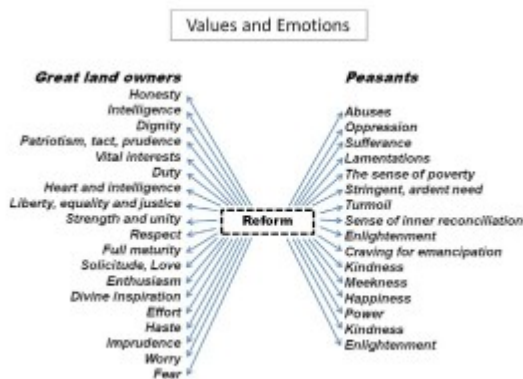 Values and Emotions
Great land owners
Honesty
Intelligence
Dignity
Patriotism, tact, prudence
Vital interests
Duty
Heart and intelligence
Liberty, equality and justice
Strength and unity
Respect
Full maturity
Solicitude, Love
Enthusiasm
Divine Inspiration
Effort
Haste
Imprudence
Worry
Fear
Reform
Peasants
Abuses
Oppression
Sufferance
Lamentations
The sense of poverty
Stringent, ardent need
Turmoil
Sense of inner reconciliation
Enlightenment
Craving for emancipation
Kindness
Meekness
Happiness
Power
Kindness
Enlightenment